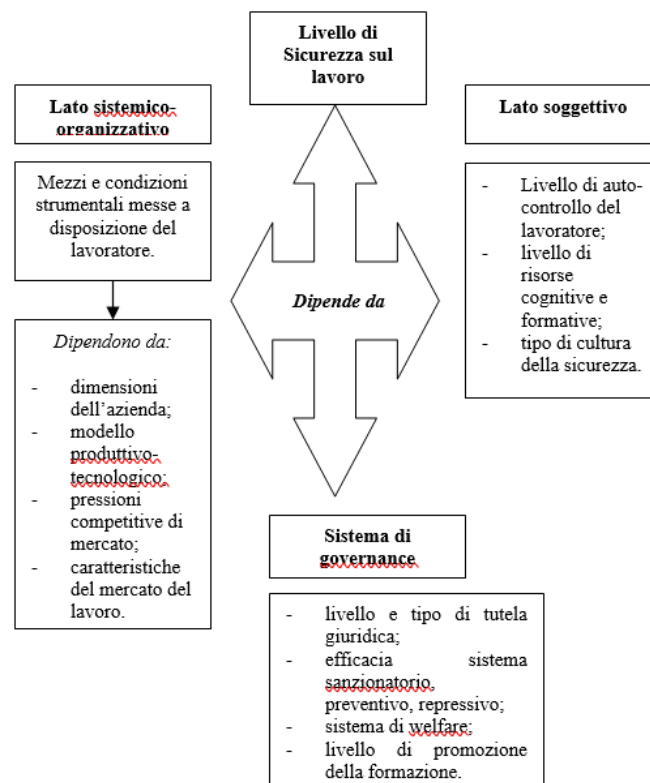 Livello di
Sicurezza sul
lavoro
Lato sistemico-
organizzativo
Mezzi e condizioni
strumentali messe a
disposizione del
lavoratore.
Dipendono da:
- dimensioni
dell’azienda;
- modello
produttivo-
tecnologico;
- pressioni
competitive di
mercato;
- caratteristiche
del mercato del
lavoro.
Dipende da
Lato soggettivo
- Livello di auto-
controllo del
lavoratore;
- livello di
risorse
cognitive e
formative;
- tipo di cultura
della sicurezza.
Sistema di
governance
- livello e tipo di tutela
giuridica;
- efficacia sistema
sanzionatorio,
preventivo, repressivo;
- sistema di welfare;
- livello di promozione
della formazione.